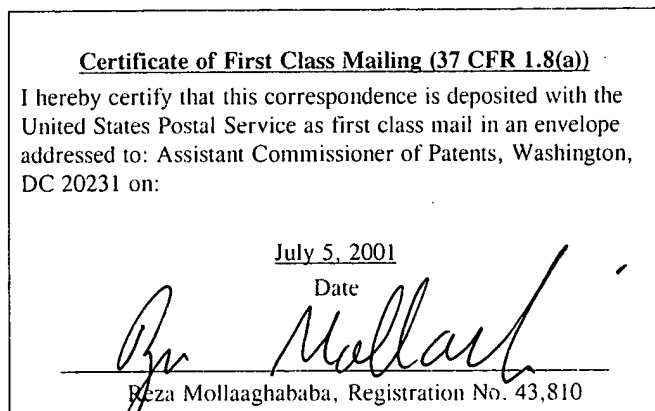 Certificate of First Class Mailing (37 CFR 1.8(a))
I hereby certify that this correspondence is deposited with the
United States Postal Service as first class mail in an envelope
addressed to: Assistant Commissioner of Patents, Washington,
DC 20231 on:
July 5, 2001
Date
Reza Mollaaghababa, Registration No. 43,810